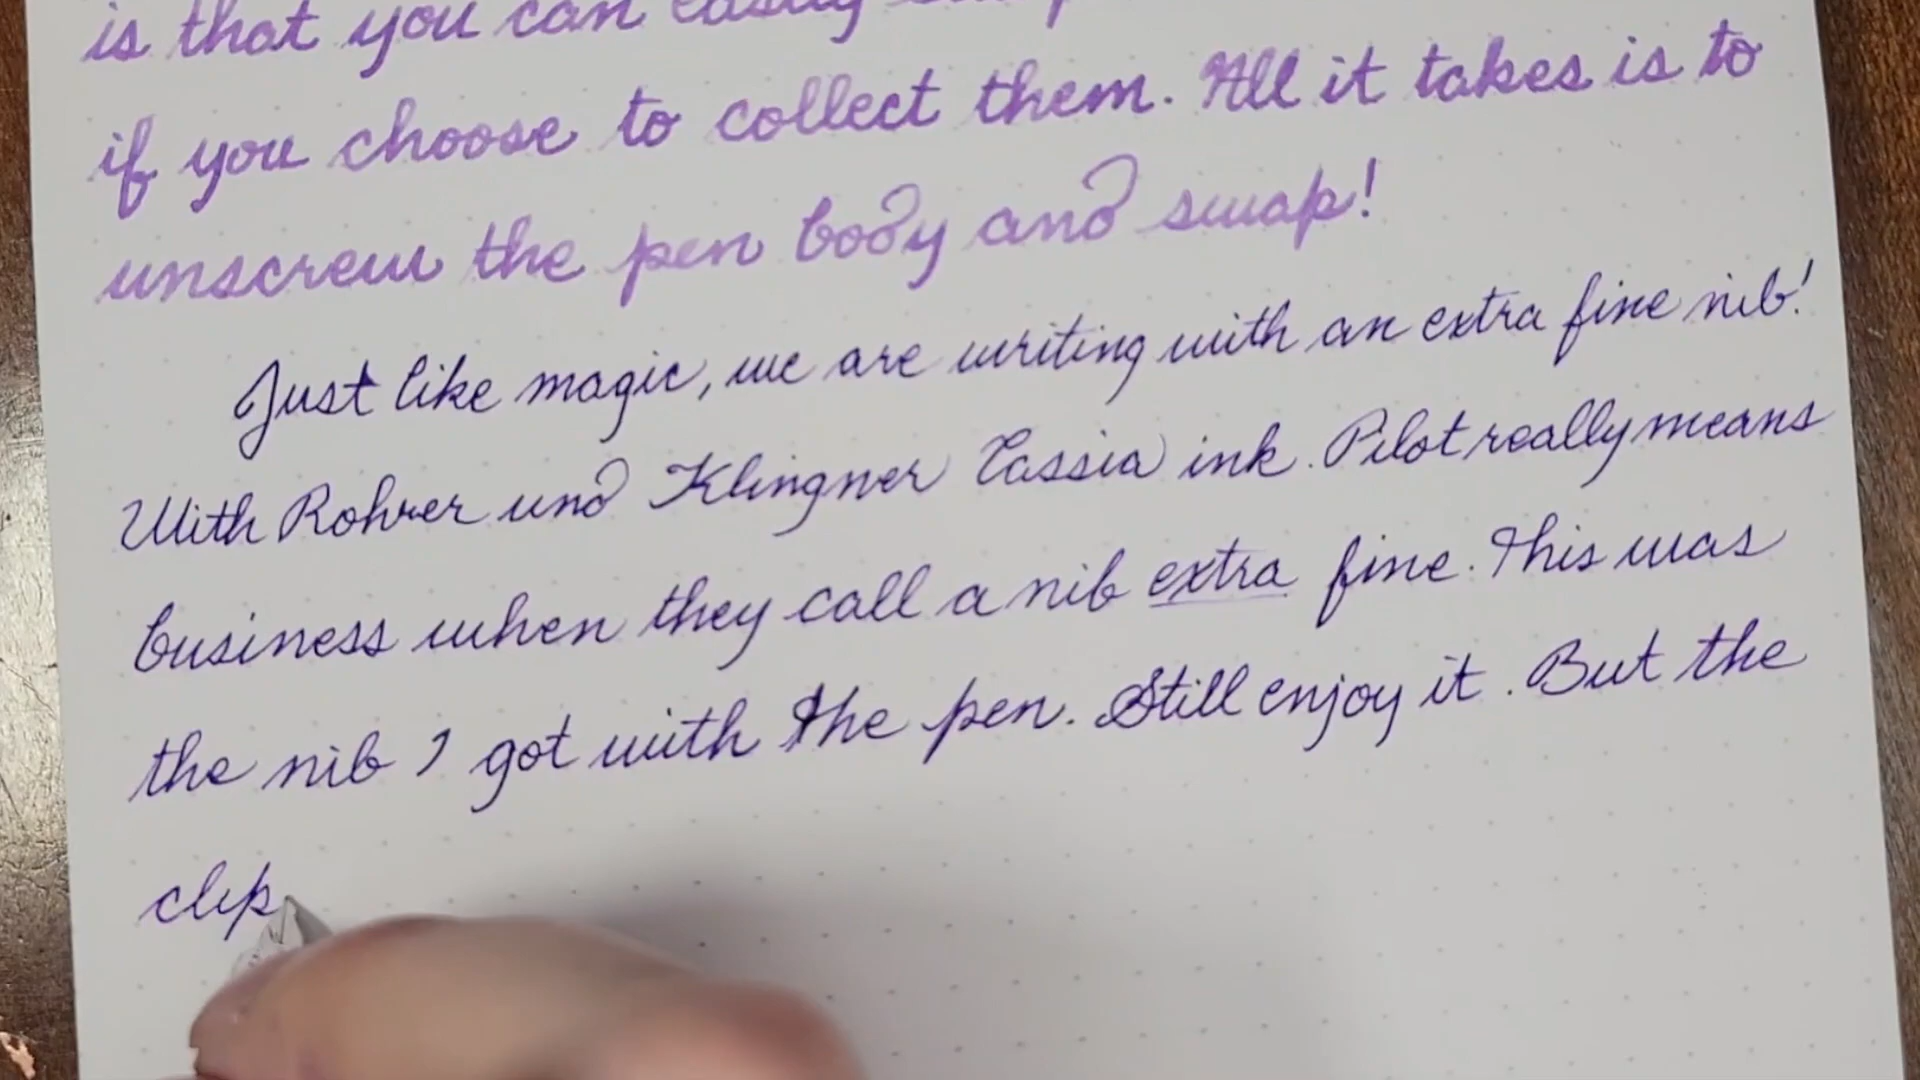 is that you can easily
if you choose to collect them. All it takes is to
unscrew the pen body and swap!
Just like magic, we are writing with an extra fine nib!
With Rohrer und Klingner Cassia ink. Pilot really means
business when they call a nib extra fine. This was
the nib I got with the pen. Still enjoy it. But the
clip